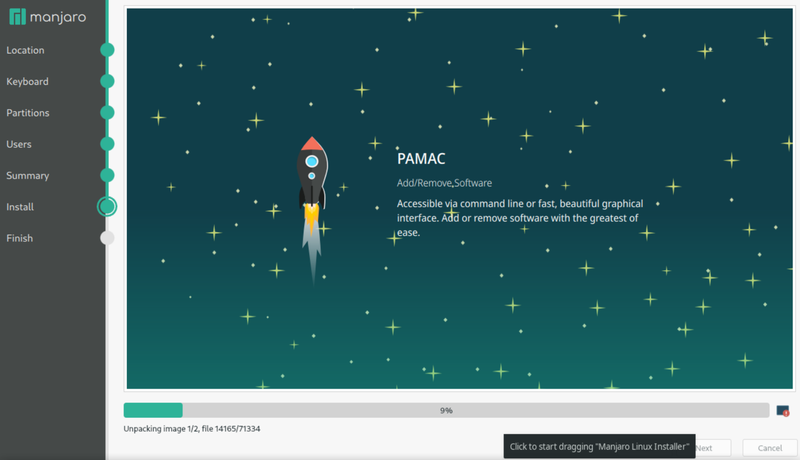 manjaro
Location
Keyboard
Partitions
Users
Summary
Install
Finish
PAMAC
Add/Remove Software
Accessible via command line or fast, beautiful graphical
interface. Add or remove software with the greatest of
ease.
9%
Unpacking image 1/2, file 14165/71334
Click to start dragging "Manjaro Linux Installer"
Next
Cancel